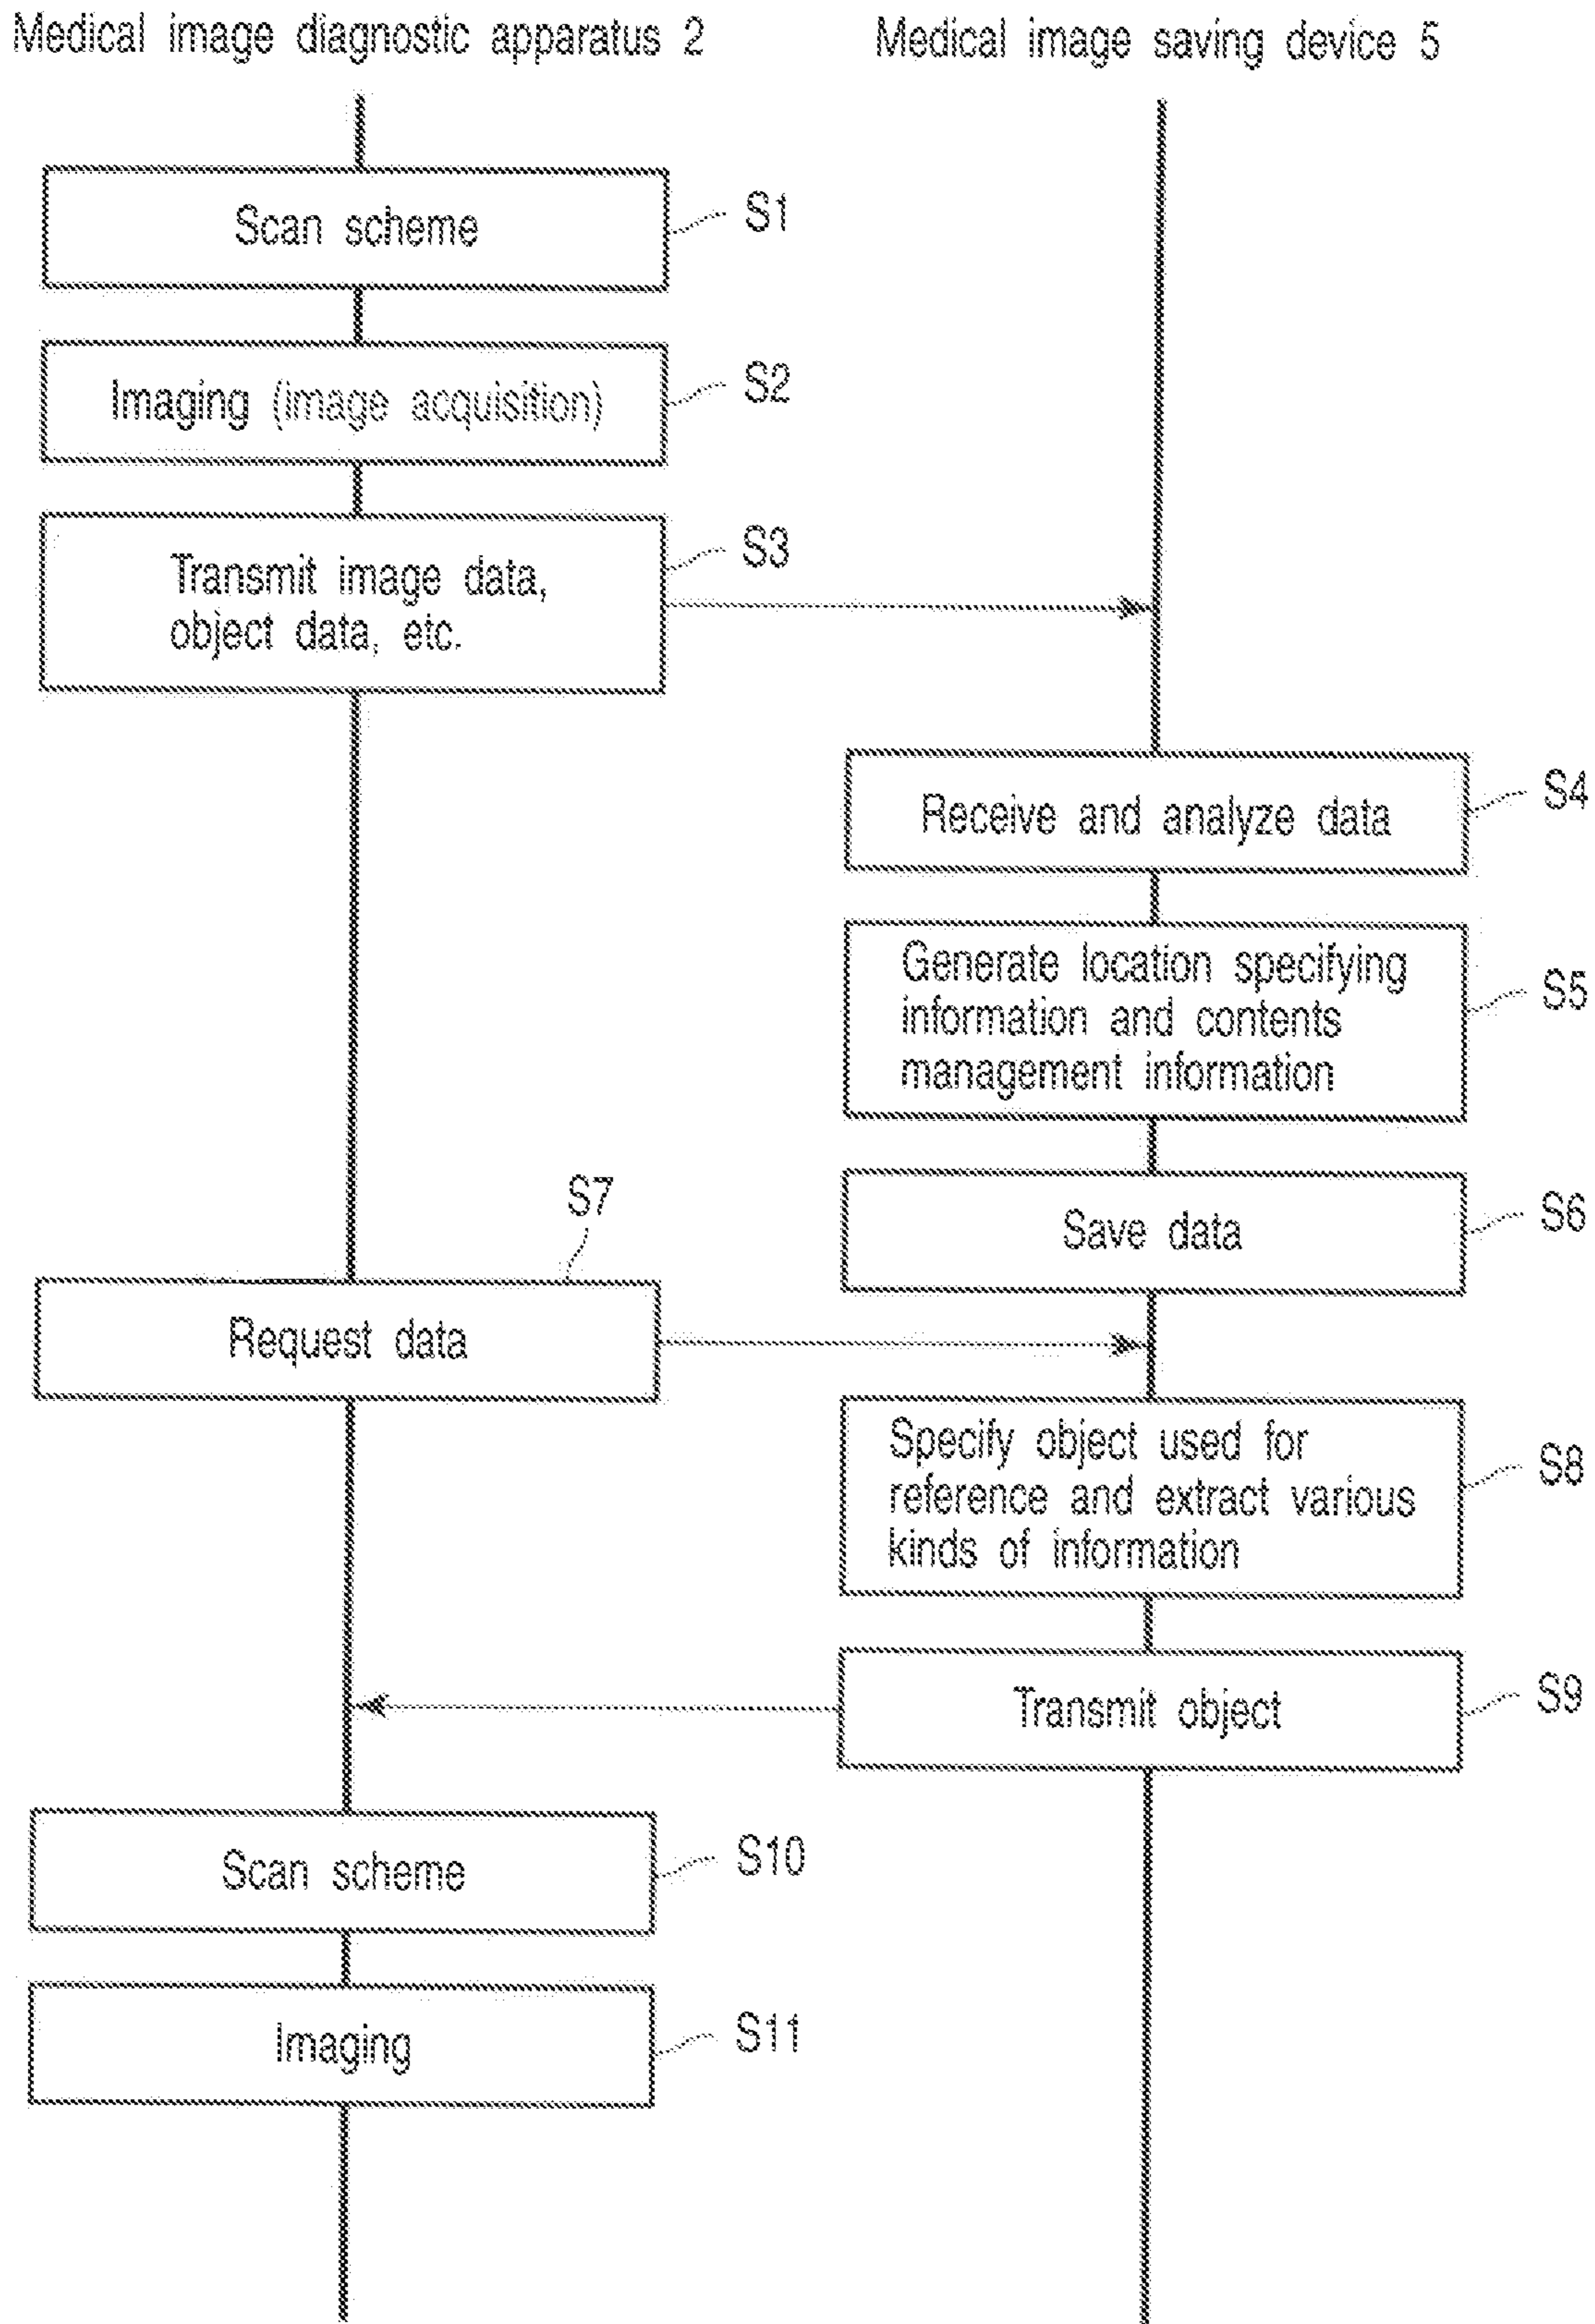 Medical image diagnostic apparatus 2
Medical image saving device 5
Scan scheme
S1
Imaging (image acquisition)
S2
Transmit image data,
object data, etc.
S3
Receive and analyze data
S4
Generate location specifying
information and contents
management information
S5
Save data
S6
S7
Request data
Specify object used for
reference and extract various
kinds of information
S8
Transmit object
S9
Scan scheme
S10
Imaging
S11